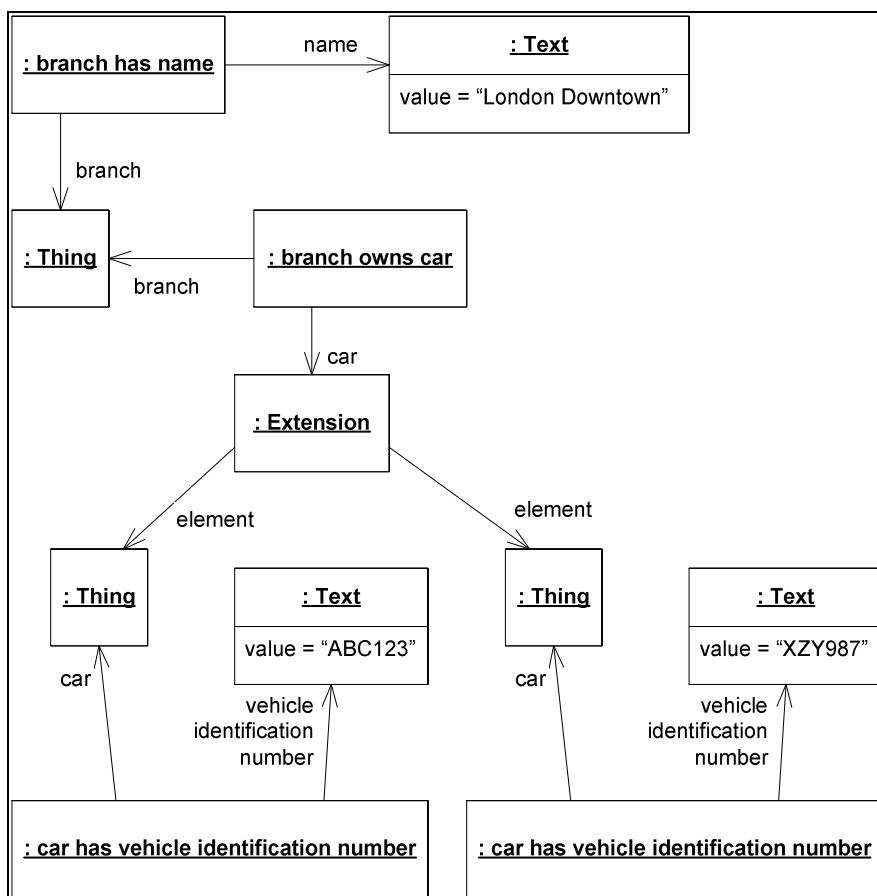 : branch has name
name
: Text
value = “London Downtown”
branch
: Thing
branch
: branch owns car
car
: Extension
element
element
: Thing
: Text
value = “ABC123”
: Thing
: Text
value = “XZY987”
car
vehicle
identification
number
car
vehicle
identification
number
: car has vehicle identification number
: car has vehicle identification number